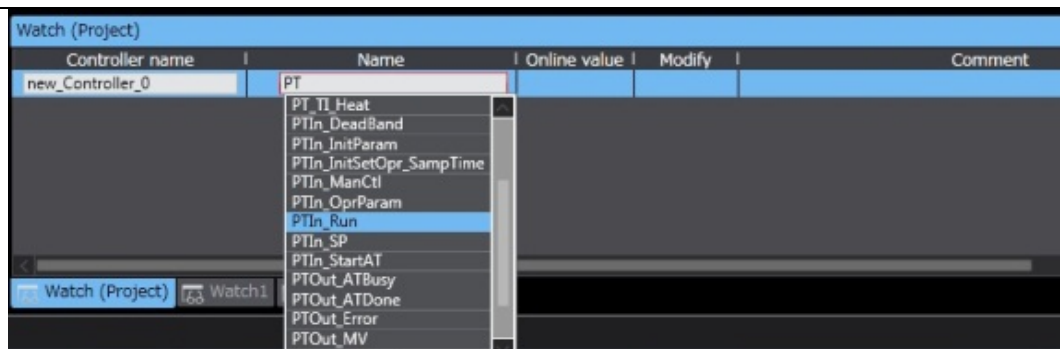 Watch (Project)
Controller name Name Online value Modify Comment
new_Controller_0 PT
PT_TI_Heat
PTIn_DeadBand
PTIn_InitParam
PTIn_InitSetOpr_SampTime
PTIn_ManCtl
PTIn_OprParam
PTIn_Run
PTIn_SP
PTIn_StartAT
PTOut_ATBusy
PTOut_ATDone
PTOut_Error
PTOut_MV
Watch (Project) Watch1